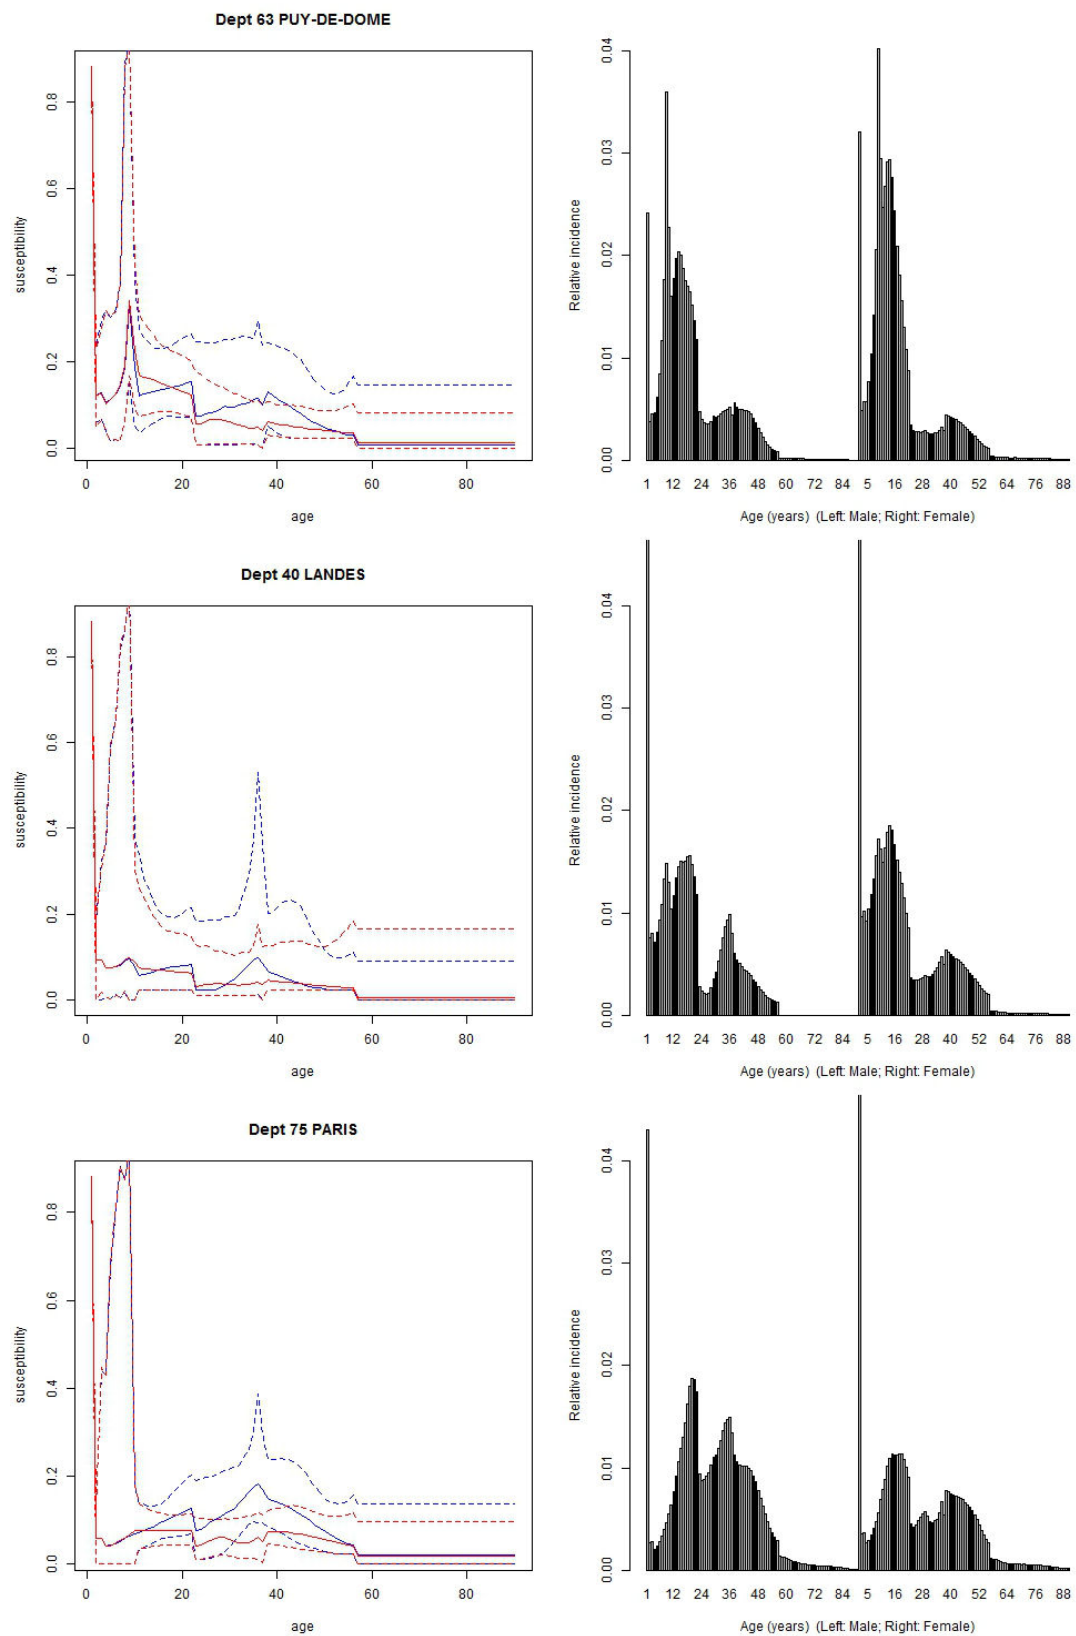 Dept 63 PUY-DE-DOME
susceptibility
0.0 0.2 0.4 0.6 0.8
0 20 40 60 80
age
Relative incidence
0.00 0.01 0.02 0.03 0.04
1 12 24 36 48 60 72 84 5 16 28 40 52 64 76 88
Age (years) (Left: Male; Right: Female)
Dept 40 LANDES
susceptibility
0.0 0.2 0.4 0.6 0.8
0 20 40 60 80
age
Relative incidence
0.00 0.01 0.02 0.03 0.04
1 12 24 36 48 60 72 84 5 16 28 40 52 64 76 88
Age (years) (Left: Male; Right: Female)
Dept 75 PARIS
susceptibility
0.0 0.2 0.4 0.6 0.8
0 20 40 60 80
age
Relative incidence
0.00 0.01 0.02 0.03 0.04
1 12 24 36 48 60 72 84 5 16 28 40 52 64 76 88
Age (years) (Left: Male; Right: Female)